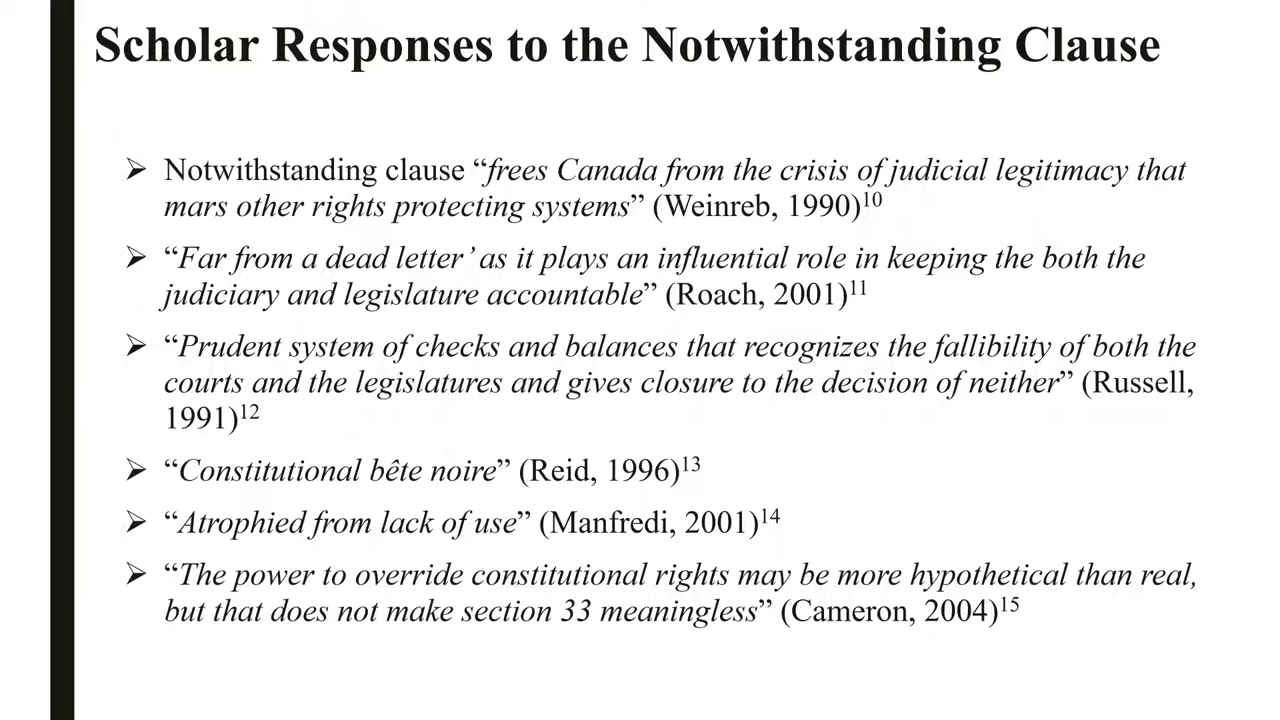 Scholar Responses to the Notwithstanding Clause
➢ Notwithstanding clause “frees Canada from the crisis of judicial legitimacy that
mars other rights protecting systems” (Weinreb, 1990)¹⁰
➢ “Far from a dead letter’ as it plays an influential role in keeping the both the
judiciary and legislature accountable” (Roach, 2001)¹¹
➢ “Prudent system of checks and balances that recognizes the fallibility of both the
courts and the legislatures and gives closure to the decision of neither” (Russell,
1991)¹²
➢ “Constitutional bête noire” (Reid, 1996)¹³
➢ “Atrophied from lack of use” (Manfredi, 2001)¹⁴
➢ “The power to override constitutional rights may be more hypothetical than real,
but that does not make section 33 meaningless” (Cameron, 2004)¹⁵